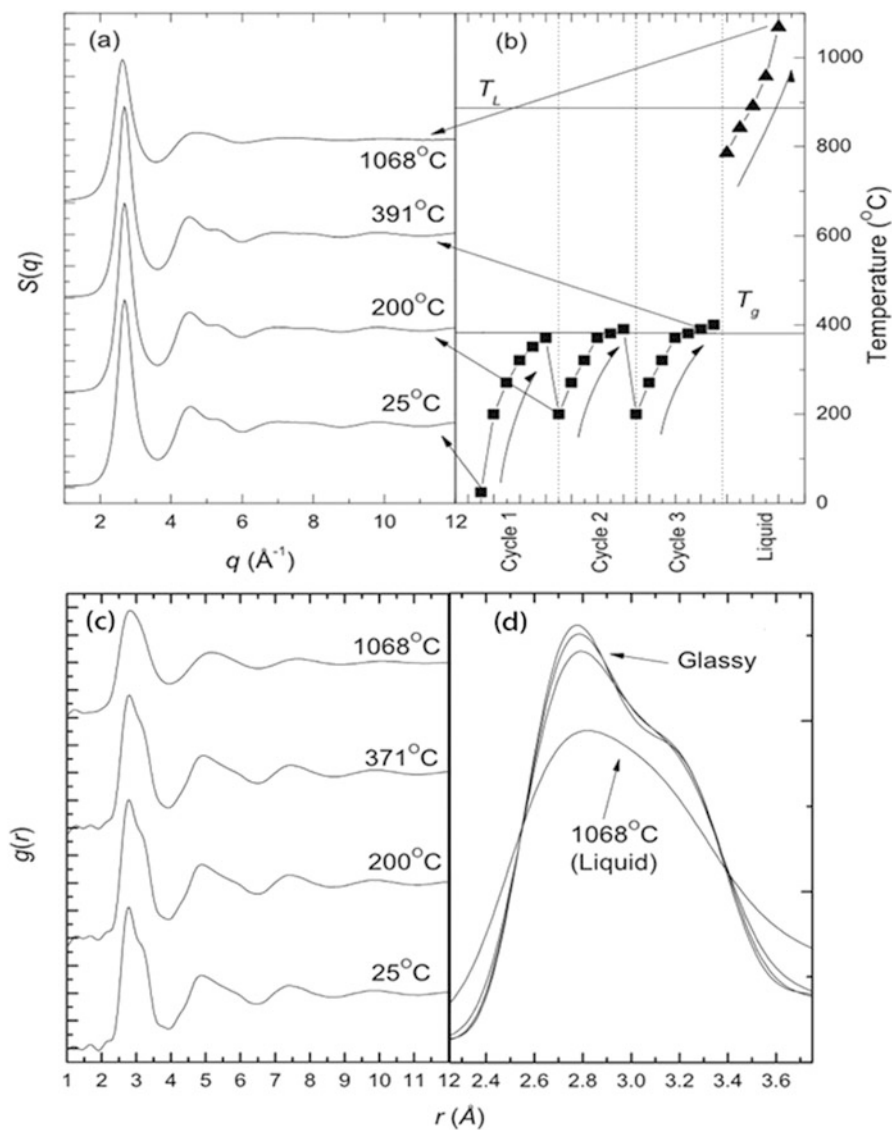 (a)
(b)
1068°C
391°C
200°C
25°C
S(q)
2
4
6
8
10
12
q (Å⁻¹)
T_L
T_g
1000
800
600
400
200
0
Temperature (°C)
Cycle 1
Cycle 2
Cycle 3
Liquid
(c)
(d)
1068°C
371°C
200°C
25°C
g(r)
1 2 3 4 5 6 7 8 9 10 11 12
Glassy
1068°C
(Liquid)
2.4 2.6 2.8 3.0 3.2 3.4 3.6
r (Å)